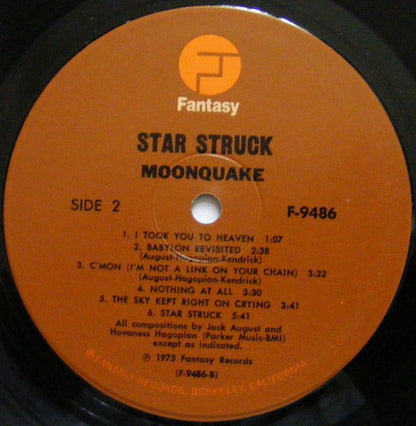 Fantasy
STAR STRUCK
MOONQUAKE
SIDE 2
F-9486
1. I TOOK YOU TO HEAVEN 1:07
2. BABYLON REVISITED 2:38
(August-Hagopian-Kendrick)
3. C'MON (I'M NOT A LINK ON YOUR CHAIN) 3:32
(August-Hagopian-Kendrick)
4. NOTHING AT ALL 3:30
5. THE SKY KEPT RIGHT ON CRYING 3:41
6. STAR STRUCK 5:41
All compositions by Jack August and
Hovaness Hagopian (Parker Music-BMI)
except as indicated.
℗ 1975 Fantasy Records
(F-9486-B)
® FANTASY RECORDS, BERKELEY, CALIFORNIA